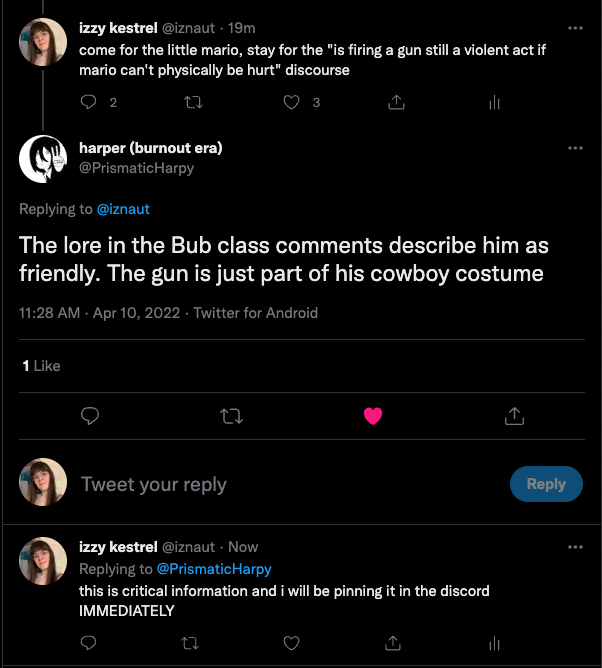 izzy kestrel @iznaut · 19m
come for the little mario, stay for the "is firing a gun still a violent act if
mario can't physically be hurt" discourse
2 3
harper (burnout era)
@PrismaticHarpy
Replying to @iznaut
The lore in the Bub class comments describe him as
friendly. The gun is just part of his cowboy costume
11:28 AM · Apr 10, 2022 · Twitter for Android
1 Like
Tweet your reply Reply
izzy kestrel @iznaut · Now
Replying to @PrismaticHarpy
this is critical information and i will be pinning it in the discord
IMMEDIATELY